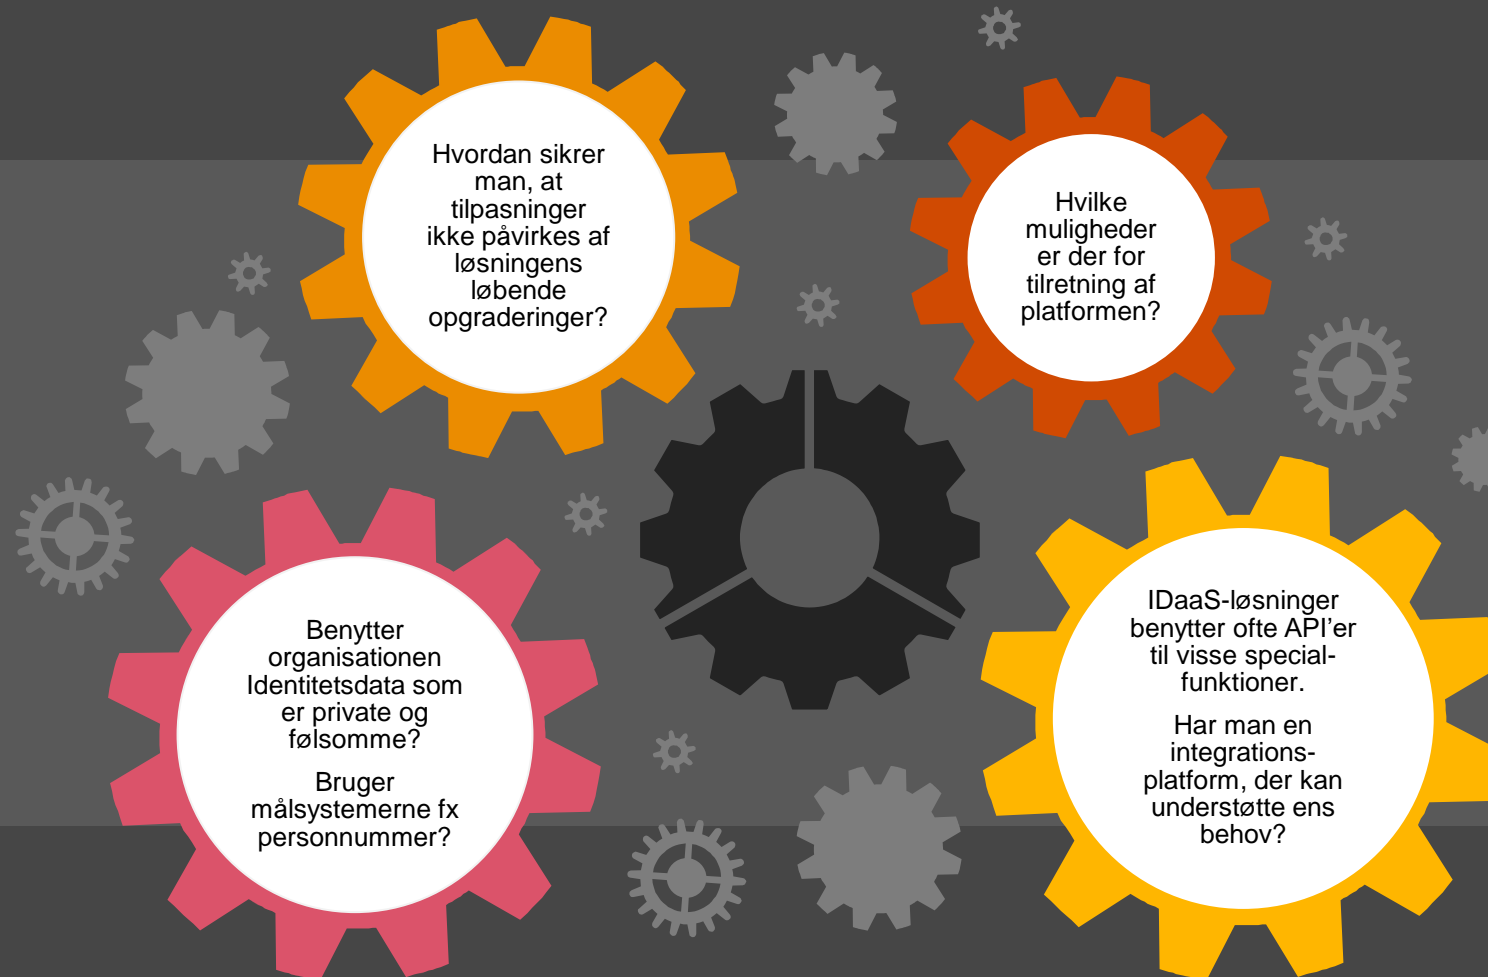 Hvordan sikrer
man, at
tilpasninger
ikke påvirkes af
løsningens
løbende
opgraderinger?
Hvilke
muligheder
er der for
tilretning af
platformen?
Benytter
organisationen
Identitetsdata som
er private og
følsomme?
Bruger
målsystemerne fx
personnummer?
IDaaS-løsninger
benytter ofte API’er
til visse special-
funktioner.
Har man en
integrations-
platform, der kan
understøtte ens
behov?